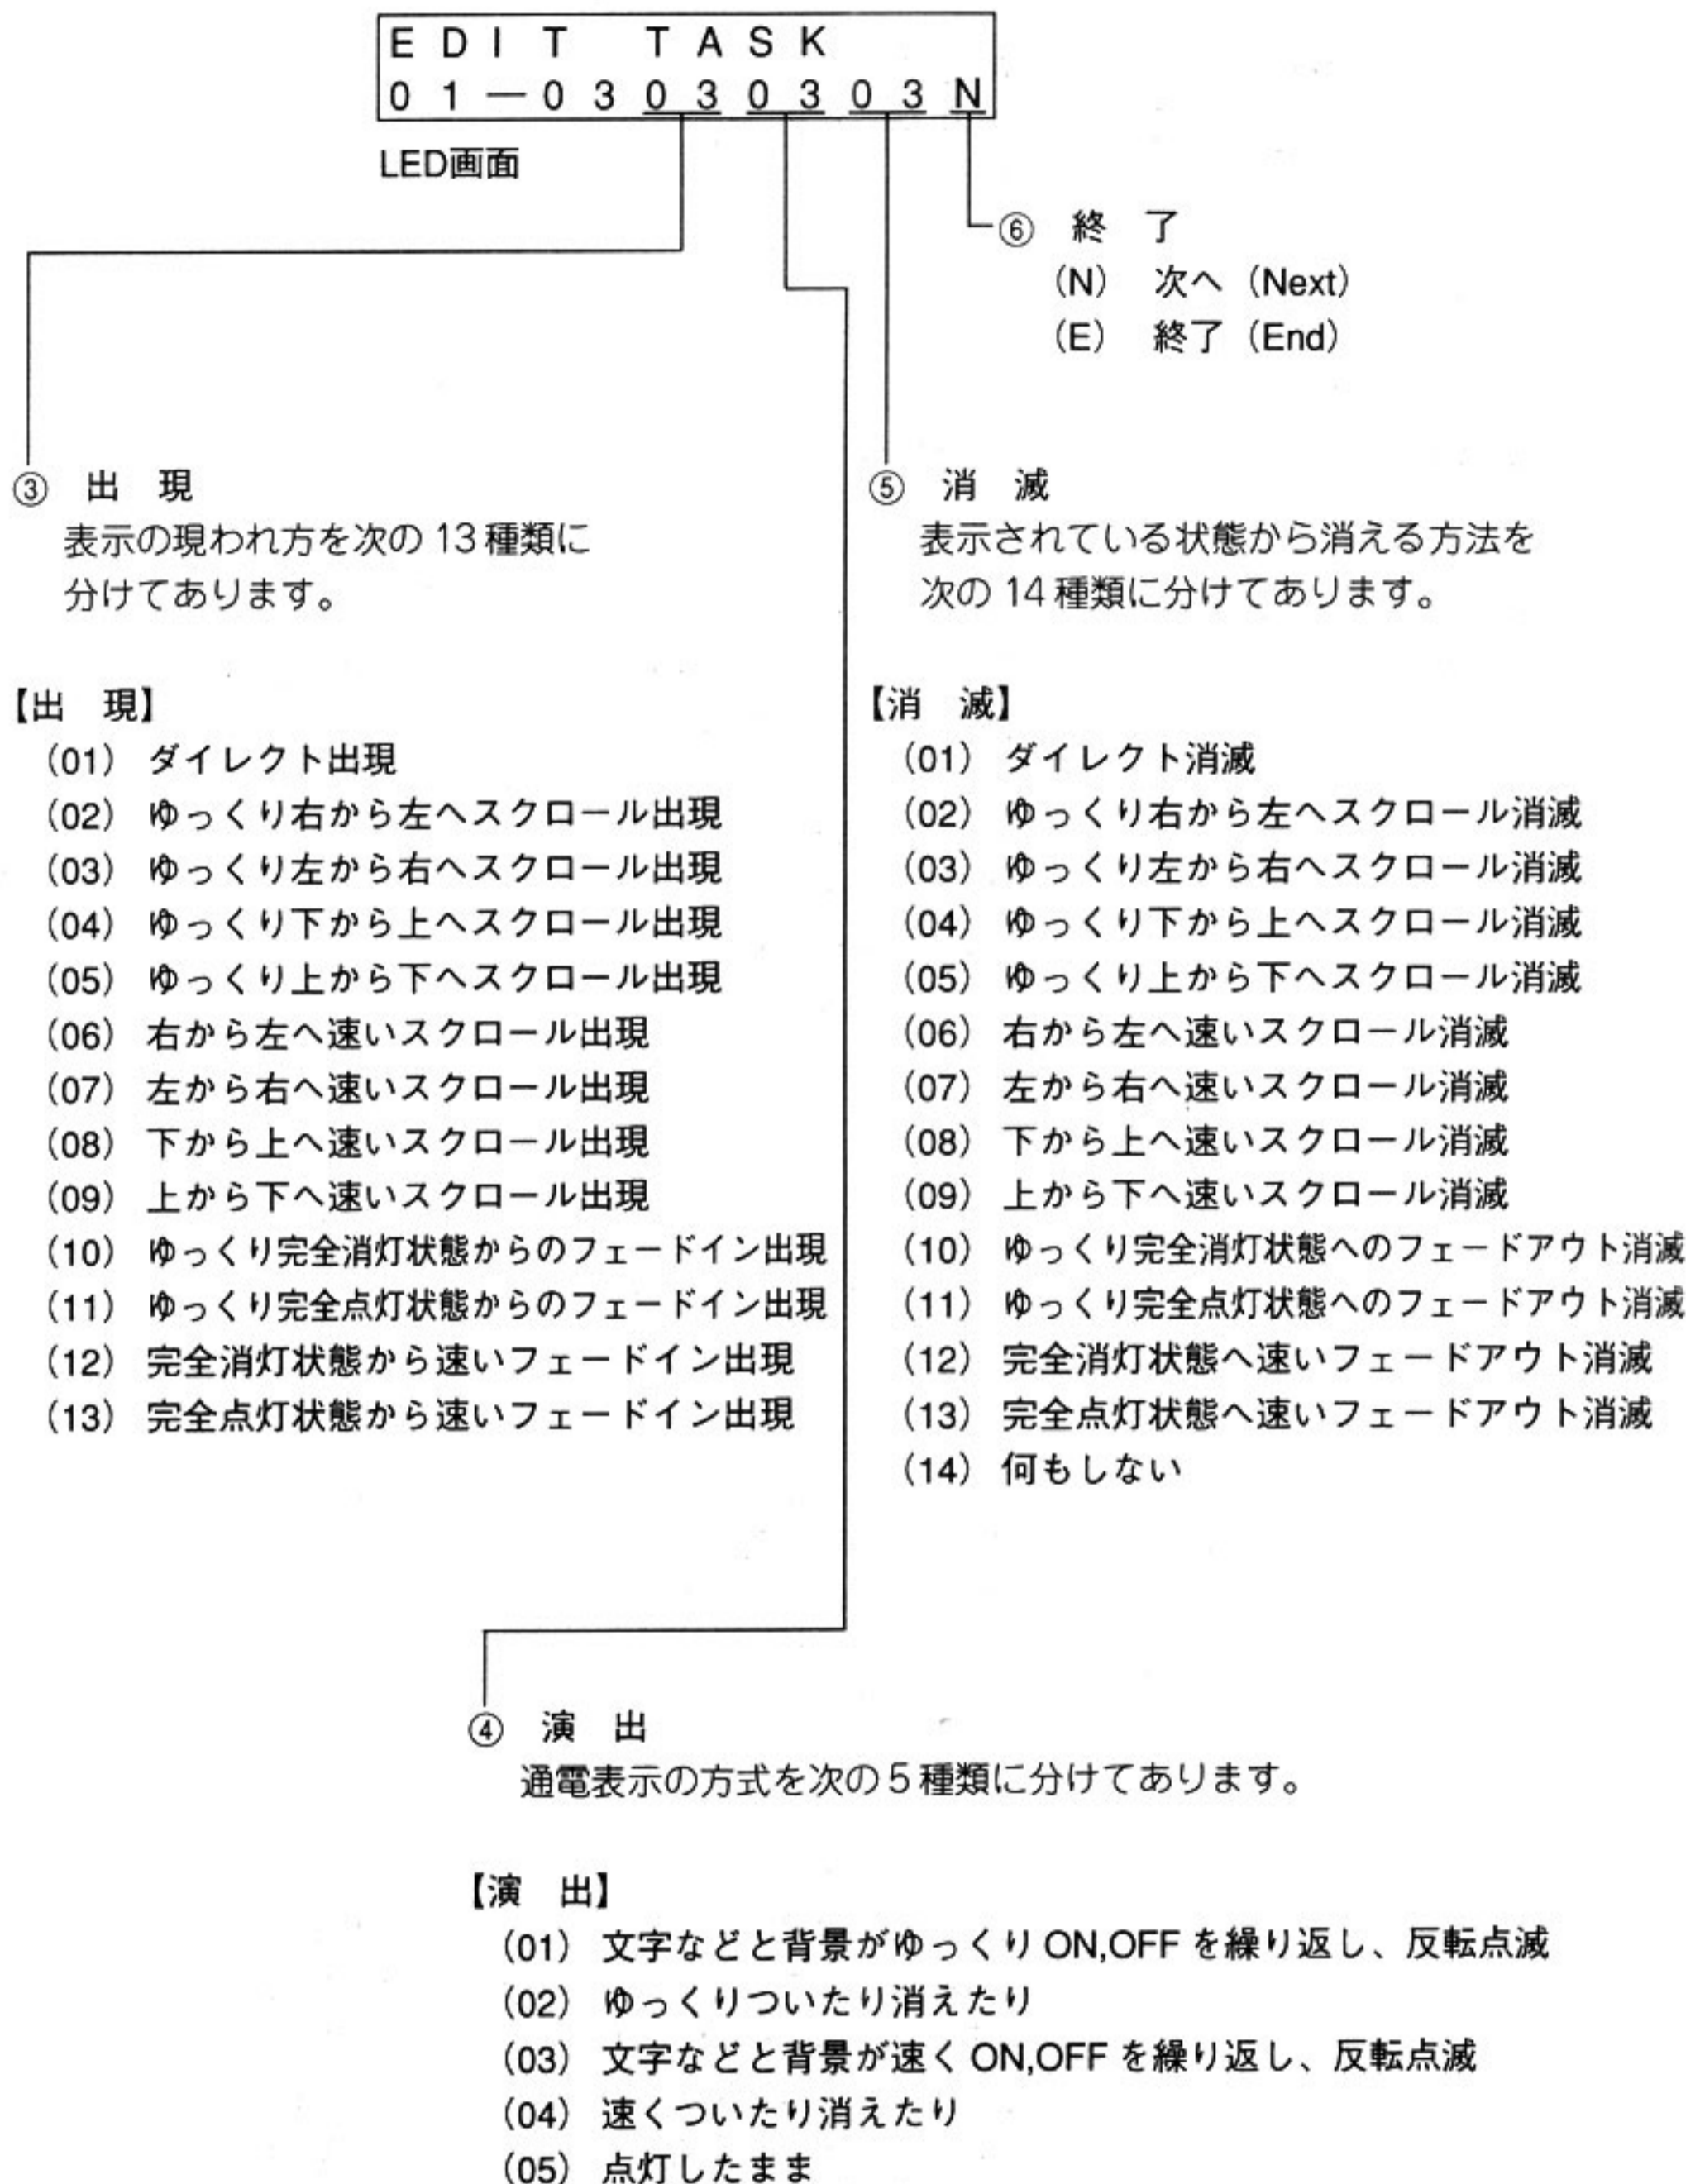 EDIT TASK
01－03030303N
LED画面
⑥ 終 了
（N） 次へ（Next）
（E） 終了（End）
③ 出 現
表示の現われ方を次の13種類に
分けてあります。
【出 現】
（01） ダイレクト出現
（02） ゆっくり右から左へスクロール出現
（03） ゆっくり左から右へスクロール出現
（04） ゆっくり下から上へスクロール出現
（05） ゆっくり上から下へスクロール出現
（06） 右から左へ速いスクロール出現
（07） 左から右へ速いスクロール出現
（08） 下から上へ速いスクロール出現
（09） 上から下へ速いスクロール出現
（10） ゆっくり完全消灯状態からのフェードイン出現
（11） ゆっくり完全点灯状態からのフェードイン出現
（12） 完全消灯状態から速いフェードイン出現
（13） 完全点灯状態から速いフェードイン出現
⑤ 消 滅
表示されている状態から消える方法を
次の14種類に分けてあります。
【消 滅】
（01） ダイレクト消滅
（02） ゆっくり右から左へスクロール消滅
（03） ゆっくり左から右へスクロール消滅
（04） ゆっくり下から上へスクロール消滅
（05） ゆっくり上から下へスクロール消滅
（06） 右から左へ速いスクロール消滅
（07） 左から右へ速いスクロール消滅
（08） 下から上へ速いスクロール消滅
（09） 上から下へ速いスクロール消滅
（10） ゆっくり完全消灯状態へのフェードアウト消滅
（11） ゆっくり完全点灯状態へのフェードアウト消滅
（12） 完全消灯状態へ速いフェードアウト消滅
（13） 完全点灯状態へ速いフェードアウト消滅
（14） 何もしない
④ 演 出
通電表示の方式を次の5種類に分けてあります。
【演 出】
（01） 文字などと背景がゆっくりON,OFFを繰り返し、反転点滅
（02） ゆっくりついたり消えたり
（03） 文字などと背景が速くON,OFFを繰り返し、反転点滅
（04） 速くついたり消えたり
（05） 点灯したまま